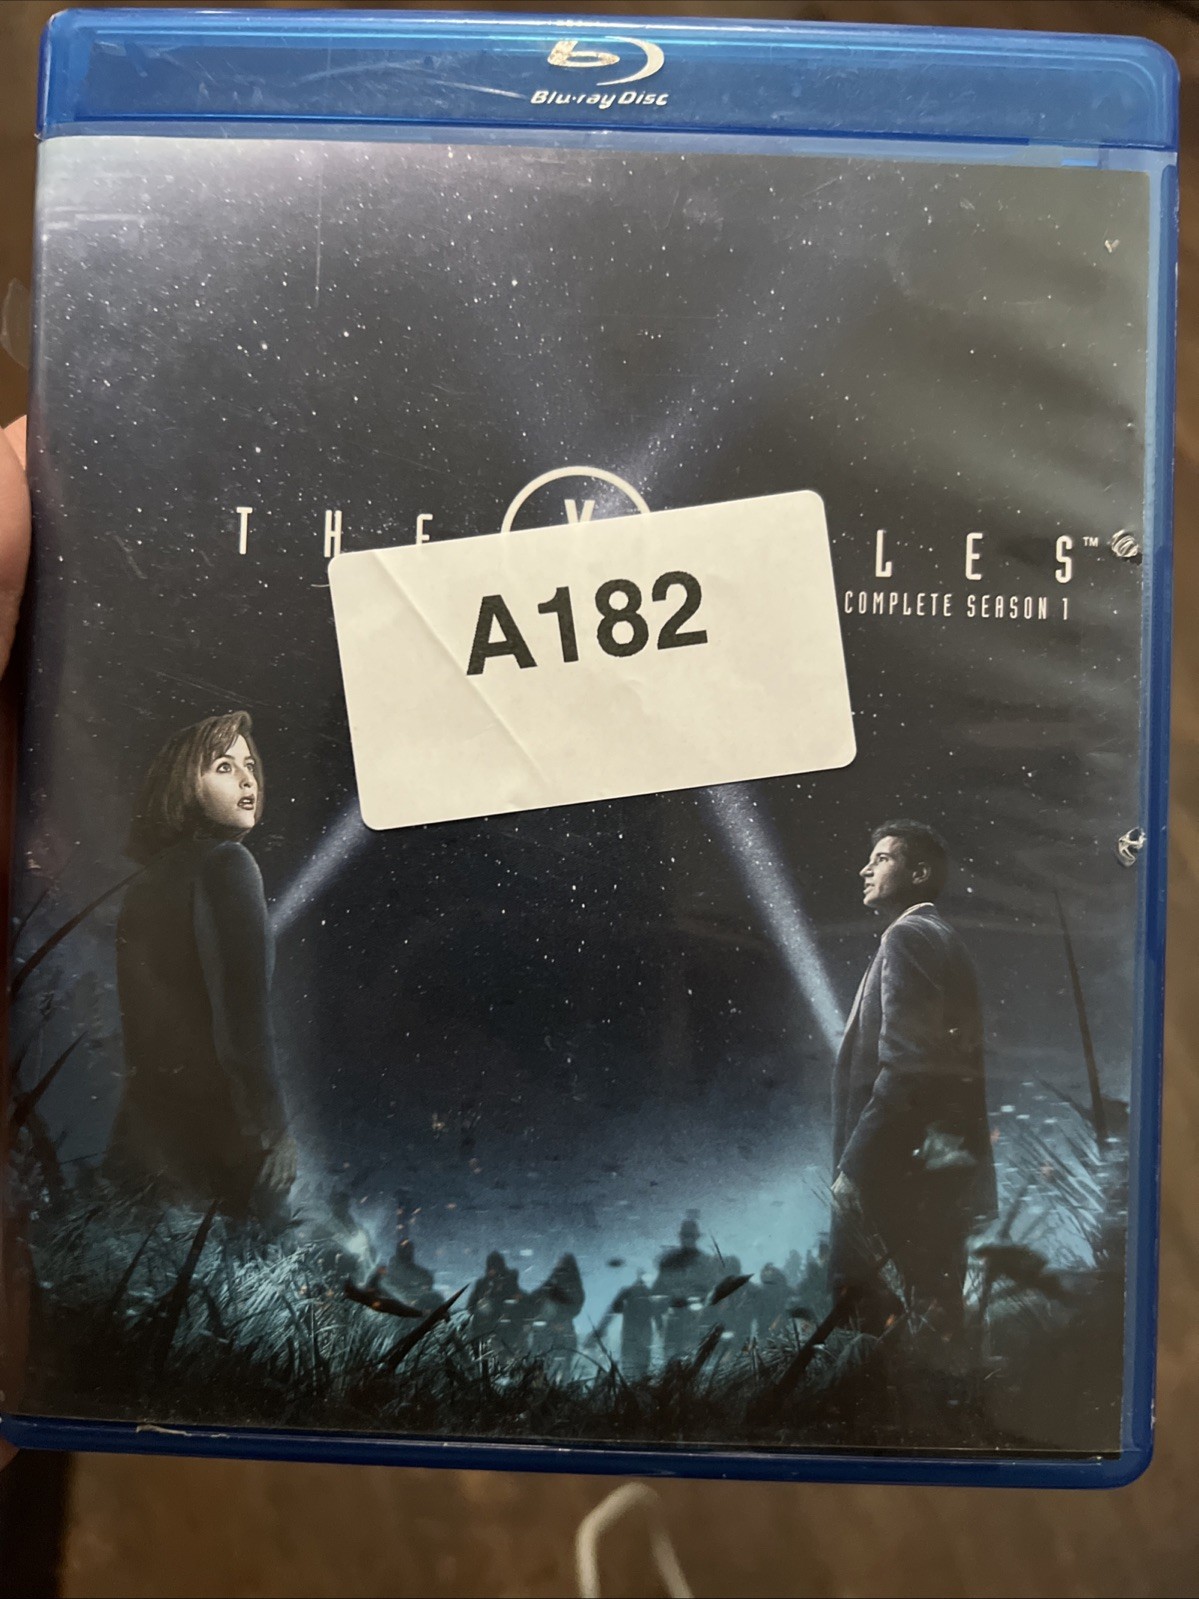 Blu-ray Disc
THE X LES™
COMPLETE SEASON 1
A182